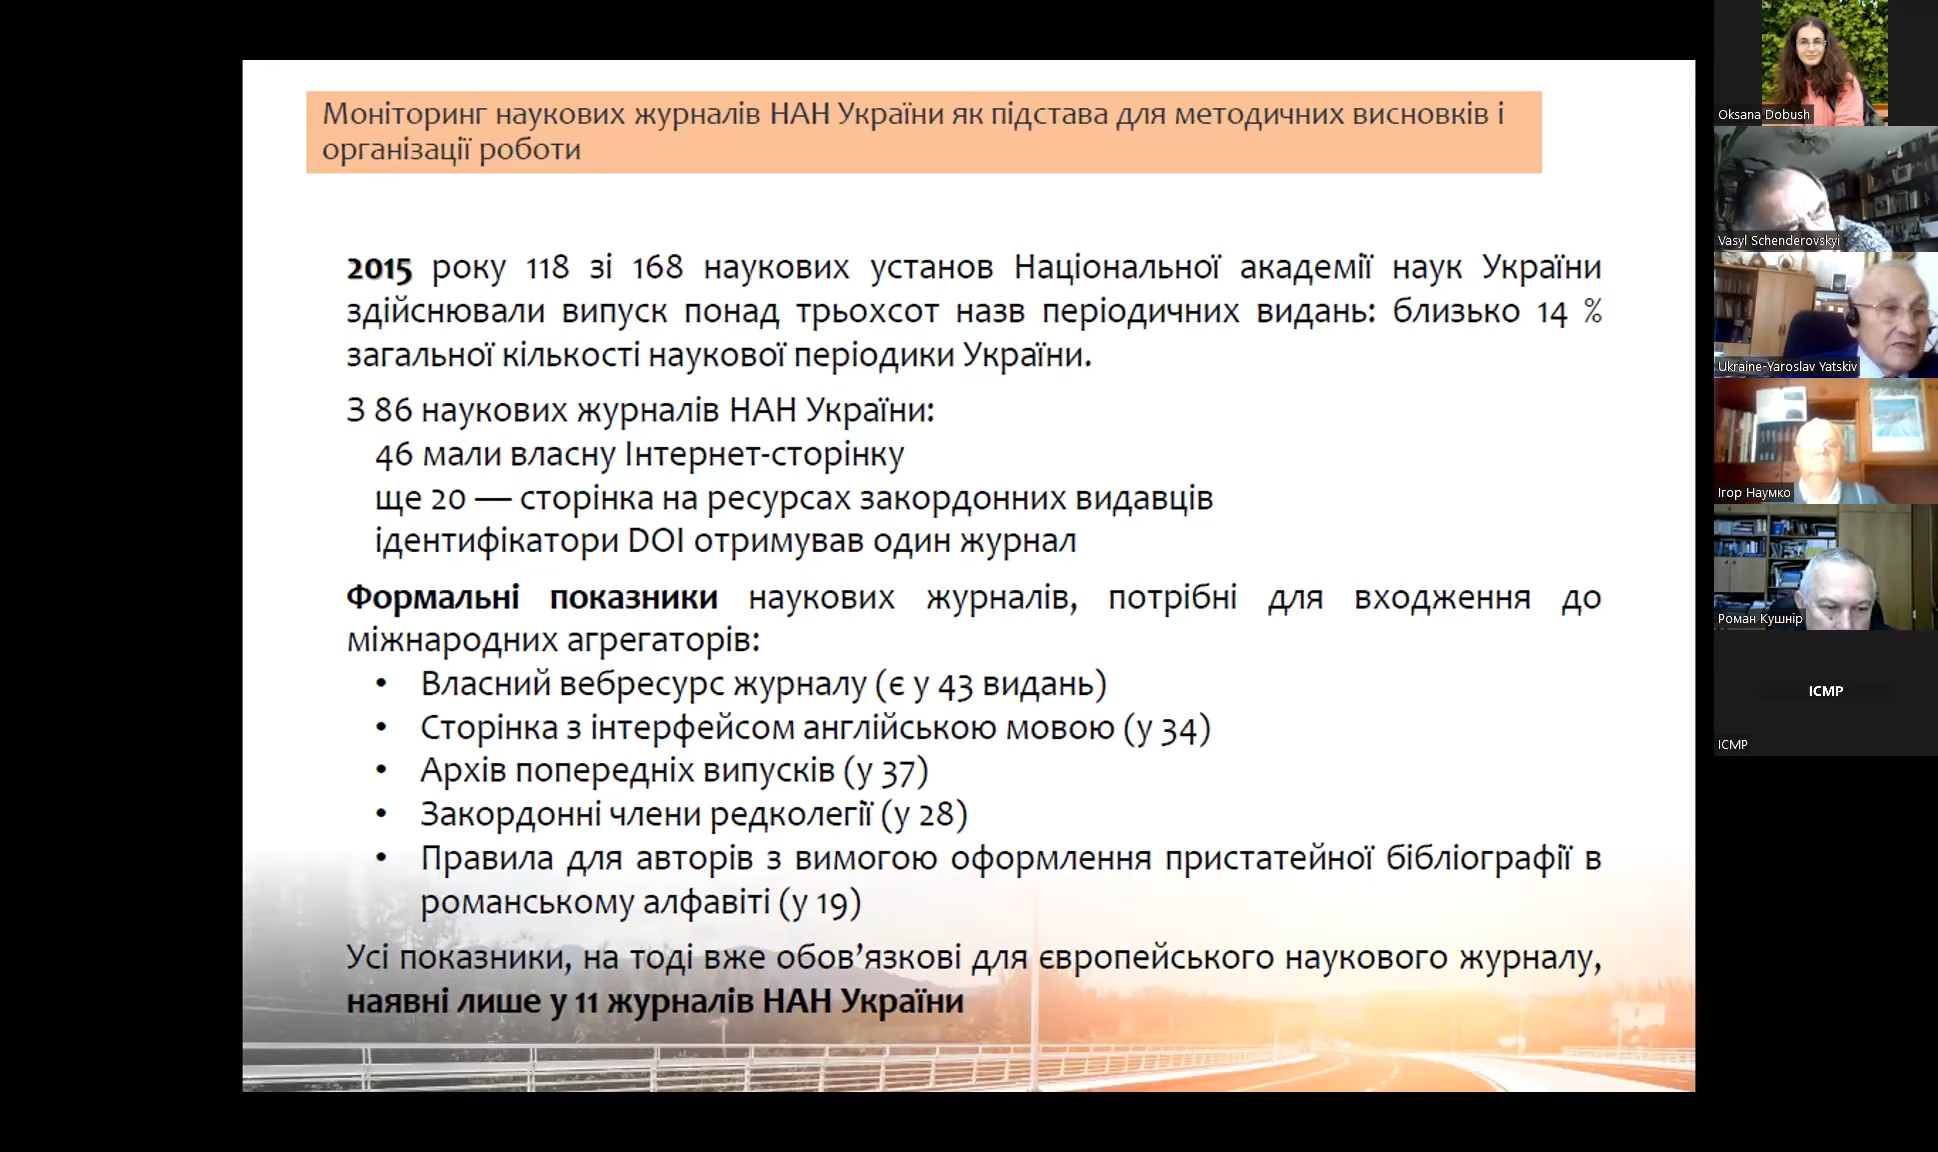 Моніторинг наукових журналів НАН України як підстава для методичних висновків і
організації роботи
2015 року 118 зі 168 наукових установ Національної академії наук України
здійснювали випуск понад трьохсот назв періодичних видань: близько 14 %
загальної кількості наукової періодики України.
З 86 наукових журналів НАН України:
46 мали власну Інтернет-сторінку
ще 20 — сторінка на ресурсах закордонних видавців
ідентифікатори DOI отримував один журнал
Формальні показники наукових журналів, потрібні для входження до
міжнародних агрегаторів:
• Власний вебресурс журналу (є у 43 видань)
• Сторінка з інтерфейсом англійською мовою (у 34)
• Архів попередніх випусків (у 37)
• Закордонні члени редколегії (у 28)
• Правила для авторів з вимогою оформлення пристатейної бібліографії в
романському алфавіті (у 19)
Усі показники, на тоді вже обов’язкові для європейського наукового журналу,
наявні лише у 11 журналів НАН України
Oksana Dobush
Vasyl Schenderovskyi
Ukraine-Yaroslav Yatskiv
Ігор Наумко
Роман Кушнір
ICMP
ICMP